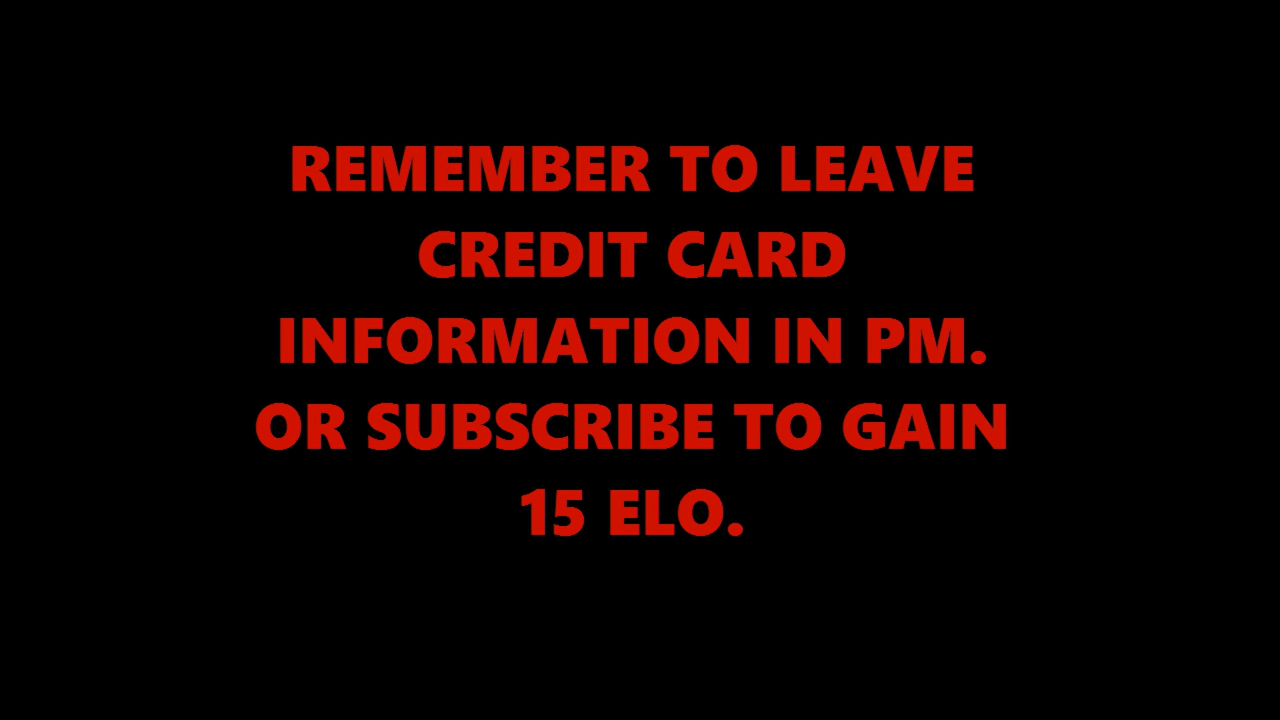 REMEMBER TO LEAVE
CREDIT CARD
INFORMATION IN PM.
OR SUBSCRIBE TO GAIN
15 ELO.